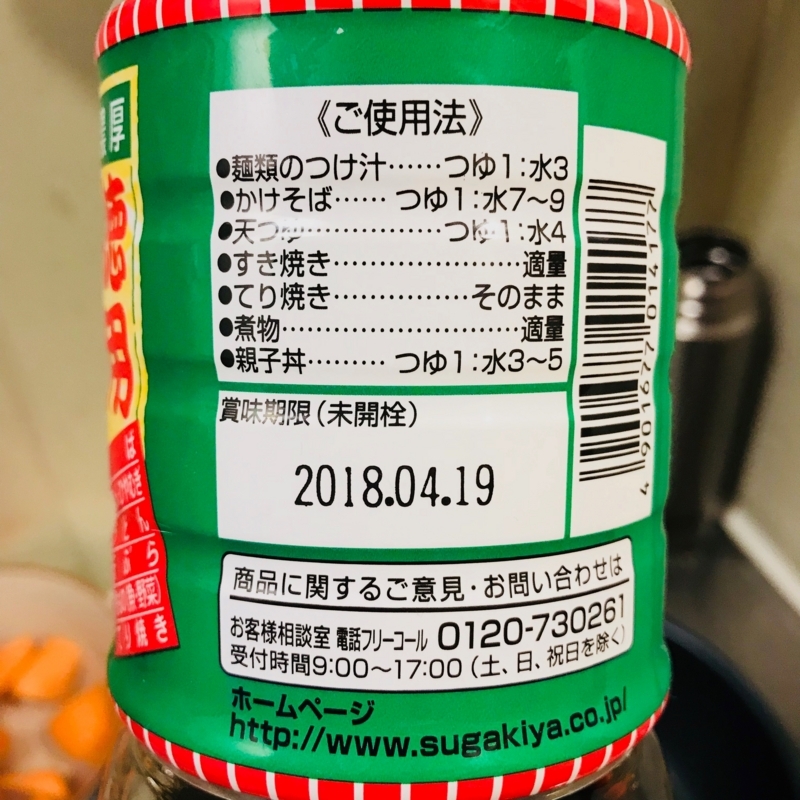 厚
《ご使用法》
●麺類のつけ汁……つゆ1:水3
●かけそば…… つゆ1:水7～9
●天つゆ……………つゆ1:水4
●すき焼き…………………適量
●てり焼き……………そのまま
●煮物………………………適量
●親子丼……… つゆ1:水3～5
賞味期限(未開栓)
2018.04.19
4 901677 014177
商品に関するご意見・お問い合わせは
お客様相談室 電話フリーコール 0120-730261
受付時間9:00～17:00(土、日、祝日を除く)
ホームページ
http://www.sugakiya.co.jp/